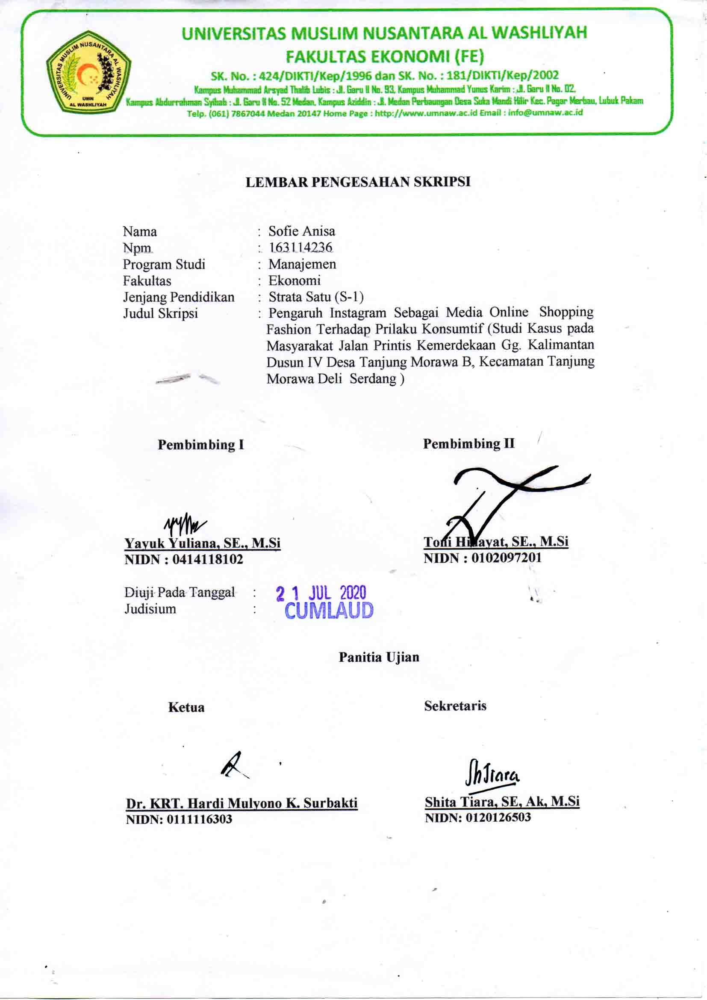 UNIVERSITAS MUSLIM NUSANTARA AL WASHLIYAH
UMN
AL WASHLIYAH
UNIVERSITAS MUSLIM NUSANTARA AL WASHLIYAH
FAKULTAS EKONOMI (FE)
SK. No. : 424/DIKTI/Kep/1996 dan SK. No. : 181/DIKTI/Kep/2002
Kampus Muhammad Arsyad Thalib Lubis : Jl. Garu II No. 93, Kampus Muhammad Yunus Karim : Jl. Garu II No. 02,
Kampus Abdurrahman Syihab : Jl. Garu II No. 52 Medan, Kampus Aziddin : Jl. Medan Perbaungan Desa Suka Mandi Hilir Kec. Pagar Merbau, Lubuk Pakam
Telp. (061) 7867044 Medan 20147 Home Page : http://www.umnaw.ac.id Email : info@umnaw.ac.id
LEMBAR PENGESAHAN SKRIPSI
Nama : Sofie Anisa
Npm : 163114236
Program Studi : Manajemen
Fakultas : Ekonomi
Jenjang Pendidikan : Strata Satu (S-1)
Judul Skripsi : Pengaruh Instagram Sebagai Media Online Shopping
Fashion Terhadap Prilaku Konsumtif (Studi Kasus pada
Masyarakat Jalan Printis Kemerdekaan Gg. Kalimantan
Dusun IV Desa Tanjung Morawa B, Kecamatan Tanjung
Morawa Deli Serdang )
Pembimbing I Pembimbing II
Yayuk Yuliana, SE., M.Si Toni Hidayat, SE., M.Si
NIDN : 0414118102 NIDN : 0102097201
Diuji Pada Tanggal : 21 JUL 2020
Judisium : CUMLAUD
Panitia Ujian
Ketua Sekretaris
ShTiara
Dr. KRT. Hardi Mulyono K. Surbakti Shita Tiara, SE, Ak, M.Si
NIDN: 0111116303 NIDN: 0120126503